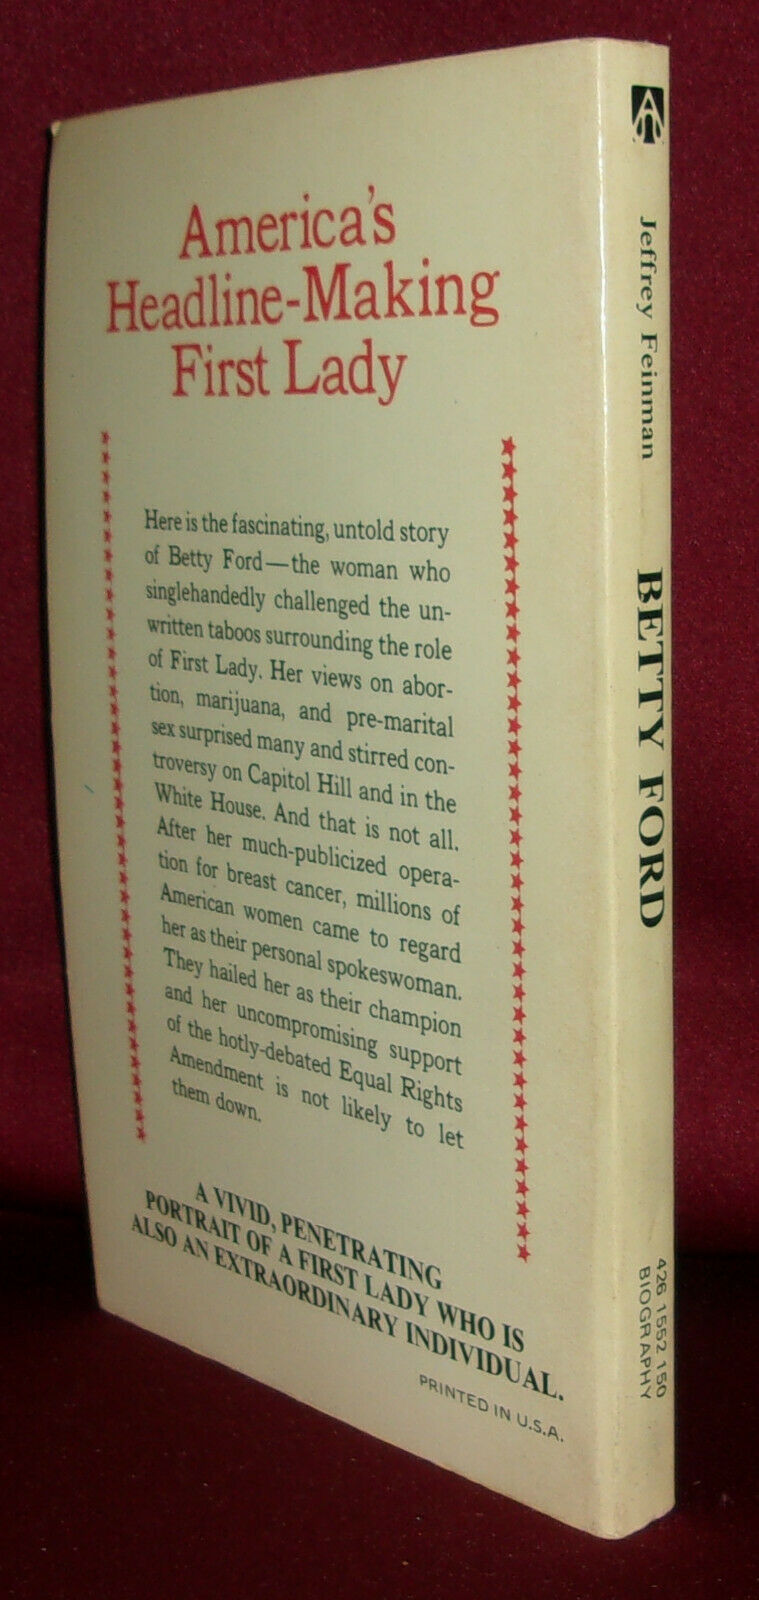 America's
Headline-Making
First Lady
Here is the fascinating, untold story
of Betty Ford—the woman who
singlehandedly challenged the un-
written taboos surrounding the role
of First Lady. Her views on abor-
tion, marijuana, and pre-marital
sex surprised many and stirred con-
troversy on Capitol Hill and in the
White House. And that is not all.
After her much-publicized opera-
tion for breast cancer, millions of
American women came to regard
her as their personal spokeswoman.
They hailed her as their champion
and her uncompromising support
of the hotly-debated Equal Rights
Amendment is not likely to let
them down.
A VIVID, PENETRATING
PORTRAIT OF A FIRST LADY WHO IS
ALSO AN EXTRAORDINARY INDIVIDUAL.
PRINTED IN U.S.A.
Jeffrey Feinman
BETTY FORD
426 1552 150
BIOGRAPHY